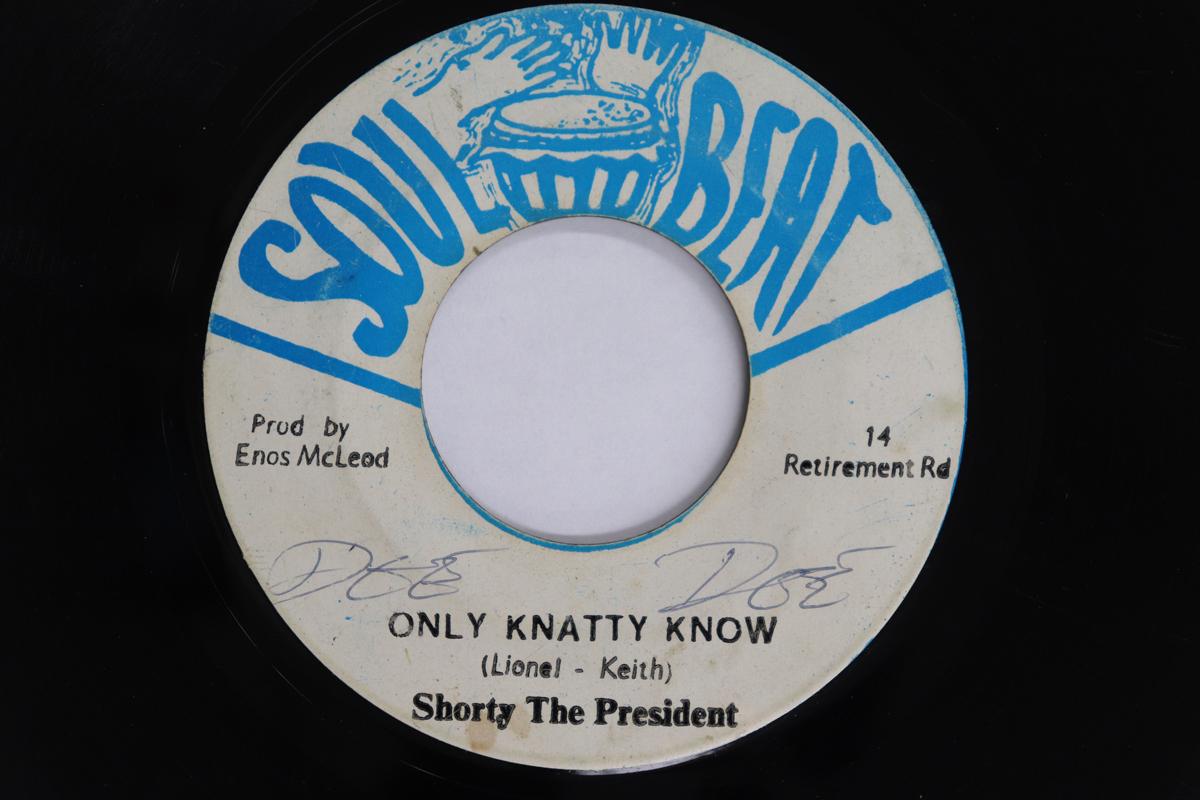 SOUL BEAT
Prod by
Enos McLeod
14
Retirement Rd
DEE DEE
ONLY KNATTY KNOW
(Lionel - Keith)
Shorty The President